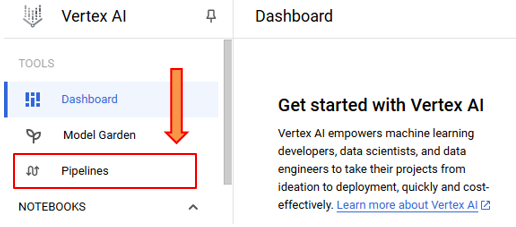 Vertex AI
Dashboard
TOOLS
Dashboard
Model Garden
Pipelines
NOTEBOOKS
Get started with Vertex AI
Vertex AI empowers machine learning
developers, data scientists, and data
engineers to take their projects from
ideation to deployment, quickly and cost-
effectively. Learn more about Vertex AI